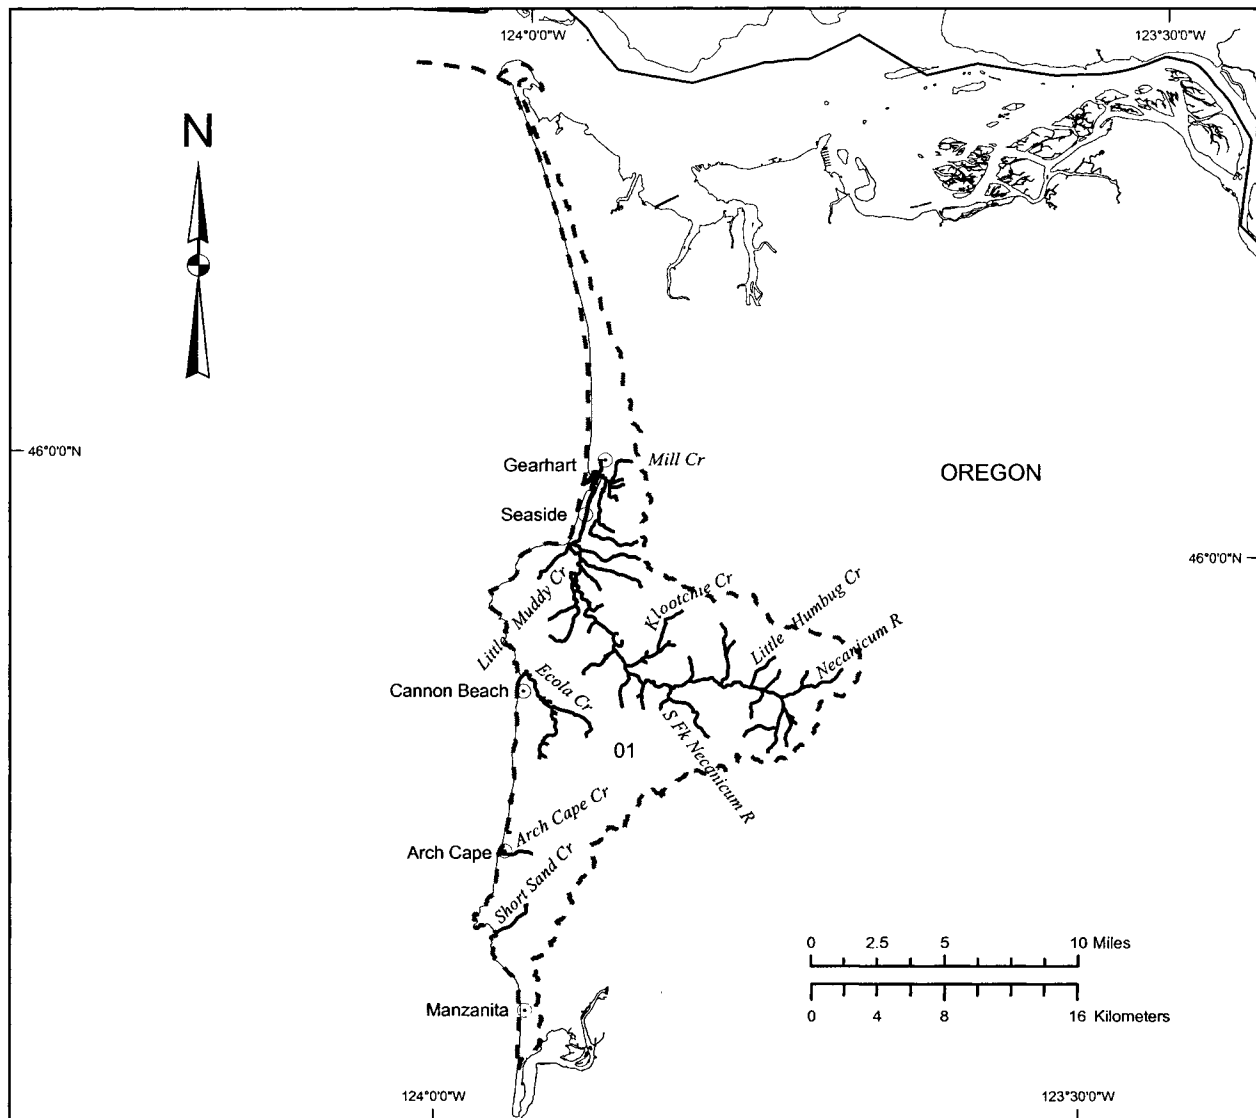 124°0'0"W
123°30'0"W
N
46°0'0"N
Gearhart
Mill Cr
OREGON
Seaside
46°0'0"N
Little Muddy Cr
Klootchie Cr
Little Humbug Cr
Necanicum R
Ecola Cr
Cannon Beach
S Fk Necanicum R
01
Arch Cape Cr
Arch Cape
Short Sand Cr
0 2.5 5 10 Miles
Manzanita
0 4 8 16 Kilometers
124°0'0"W
123°30'0"W